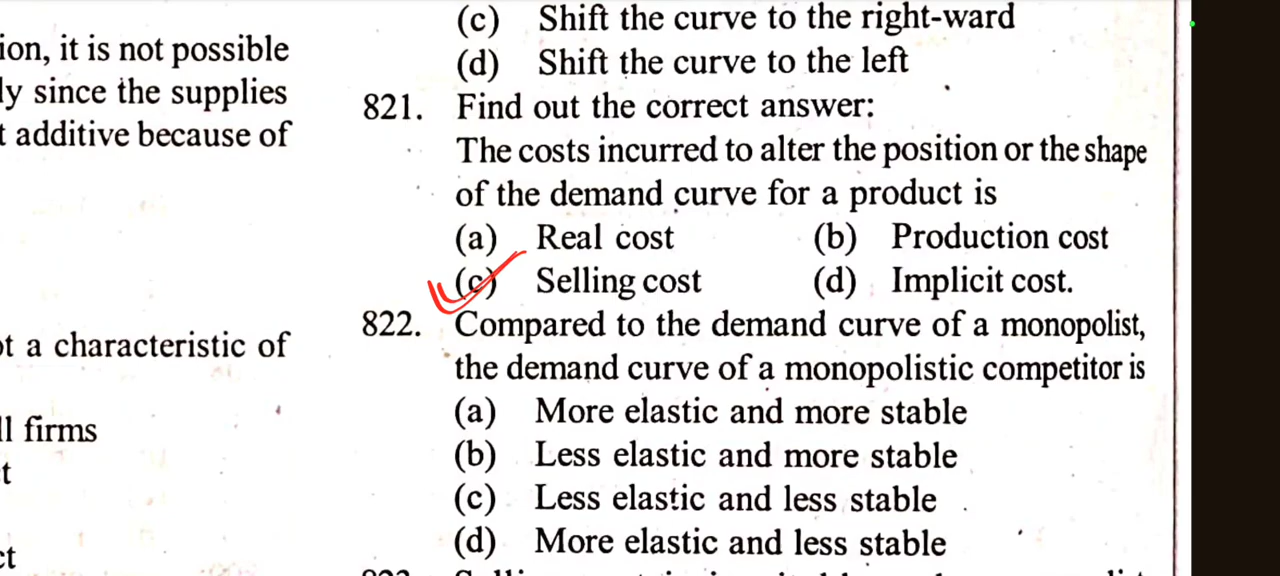 ion, it is not possible
ly since the supplies
t additive because of
ot a characteristic of
ll firms
t
ct
(c) Shift the curve to the right-ward
(d) Shift the curve to the left
821. Find out the correct answer:
The costs incurred to alter the position or the shape
of the demand curve for a product is
(a) Real cost (b) Production cost
(c) Selling cost (d) Implicit cost.
822. Compared to the demand curve of a monopolist,
the demand curve of a monopolistic competitor is
(a) More elastic and more stable
(b) Less elastic and more stable
(c) Less elastic and less stable
(d) More elastic and less stable